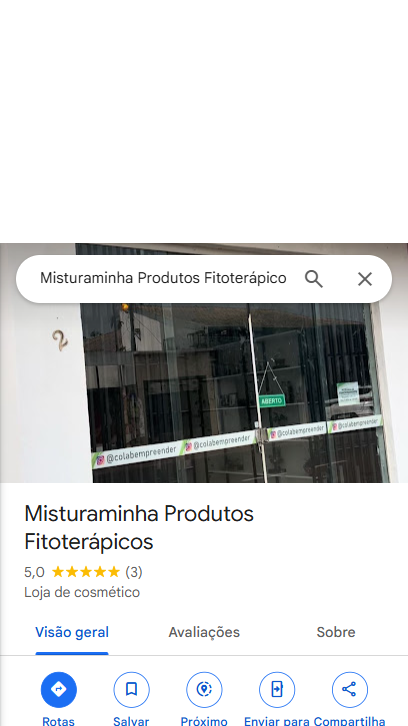 Misturaminha Produtos Fitoterápico
2
ABERTO
@colabempreender
@colabempreender
@colabempreender
@colabempreender
Misturaminha Produtos
Fitoterápicos
5,0 ★★★★★ (3)
Loja de cosmético
Visão geral Avaliações Sobre
Rotas Salvar Próximo Enviar para Compartilha